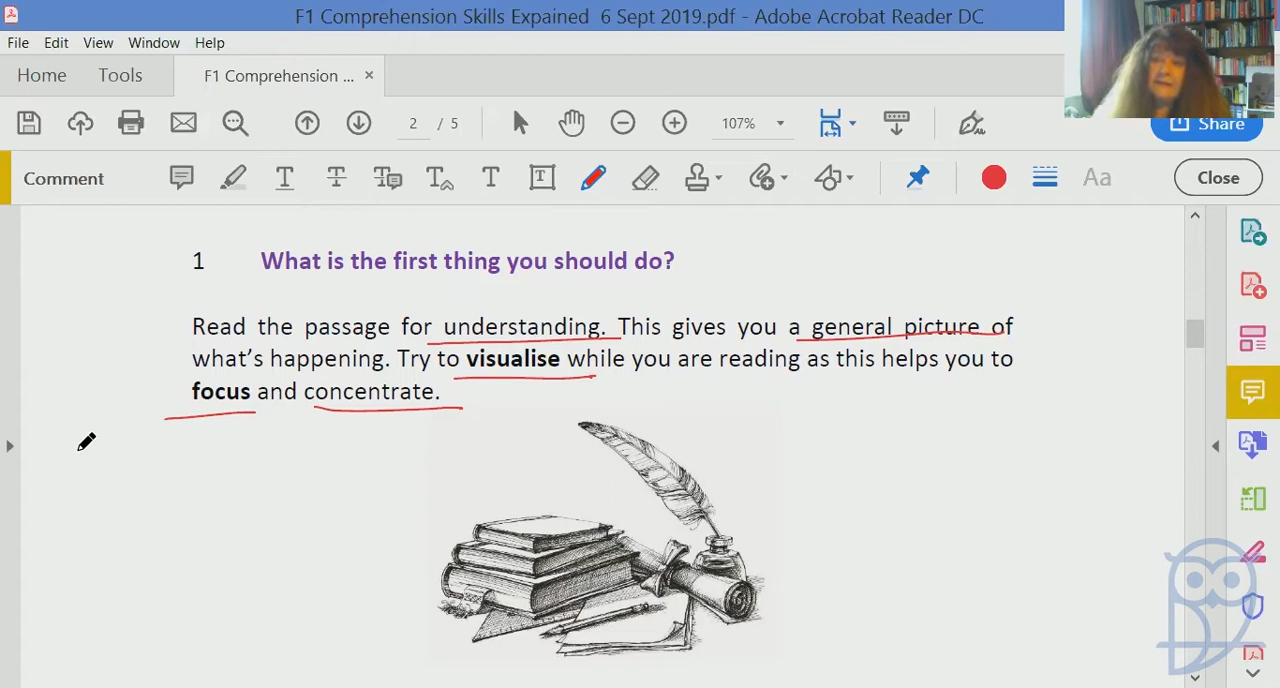 F1 Comprehension Skills Expained 6 Sept 2019.pdf - Adobe Acrobat Reader DC
File Edit View Window Help
Home Tools F1 Comprehension ... ×
2 / 5 107% Share
Comment T T T T T T Aa Close
1 What is the first thing you should do?
Read the passage for understanding. This gives you a general picture of
what's happening. Try to visualise while you are reading as this helps you to
focus and concentrate.